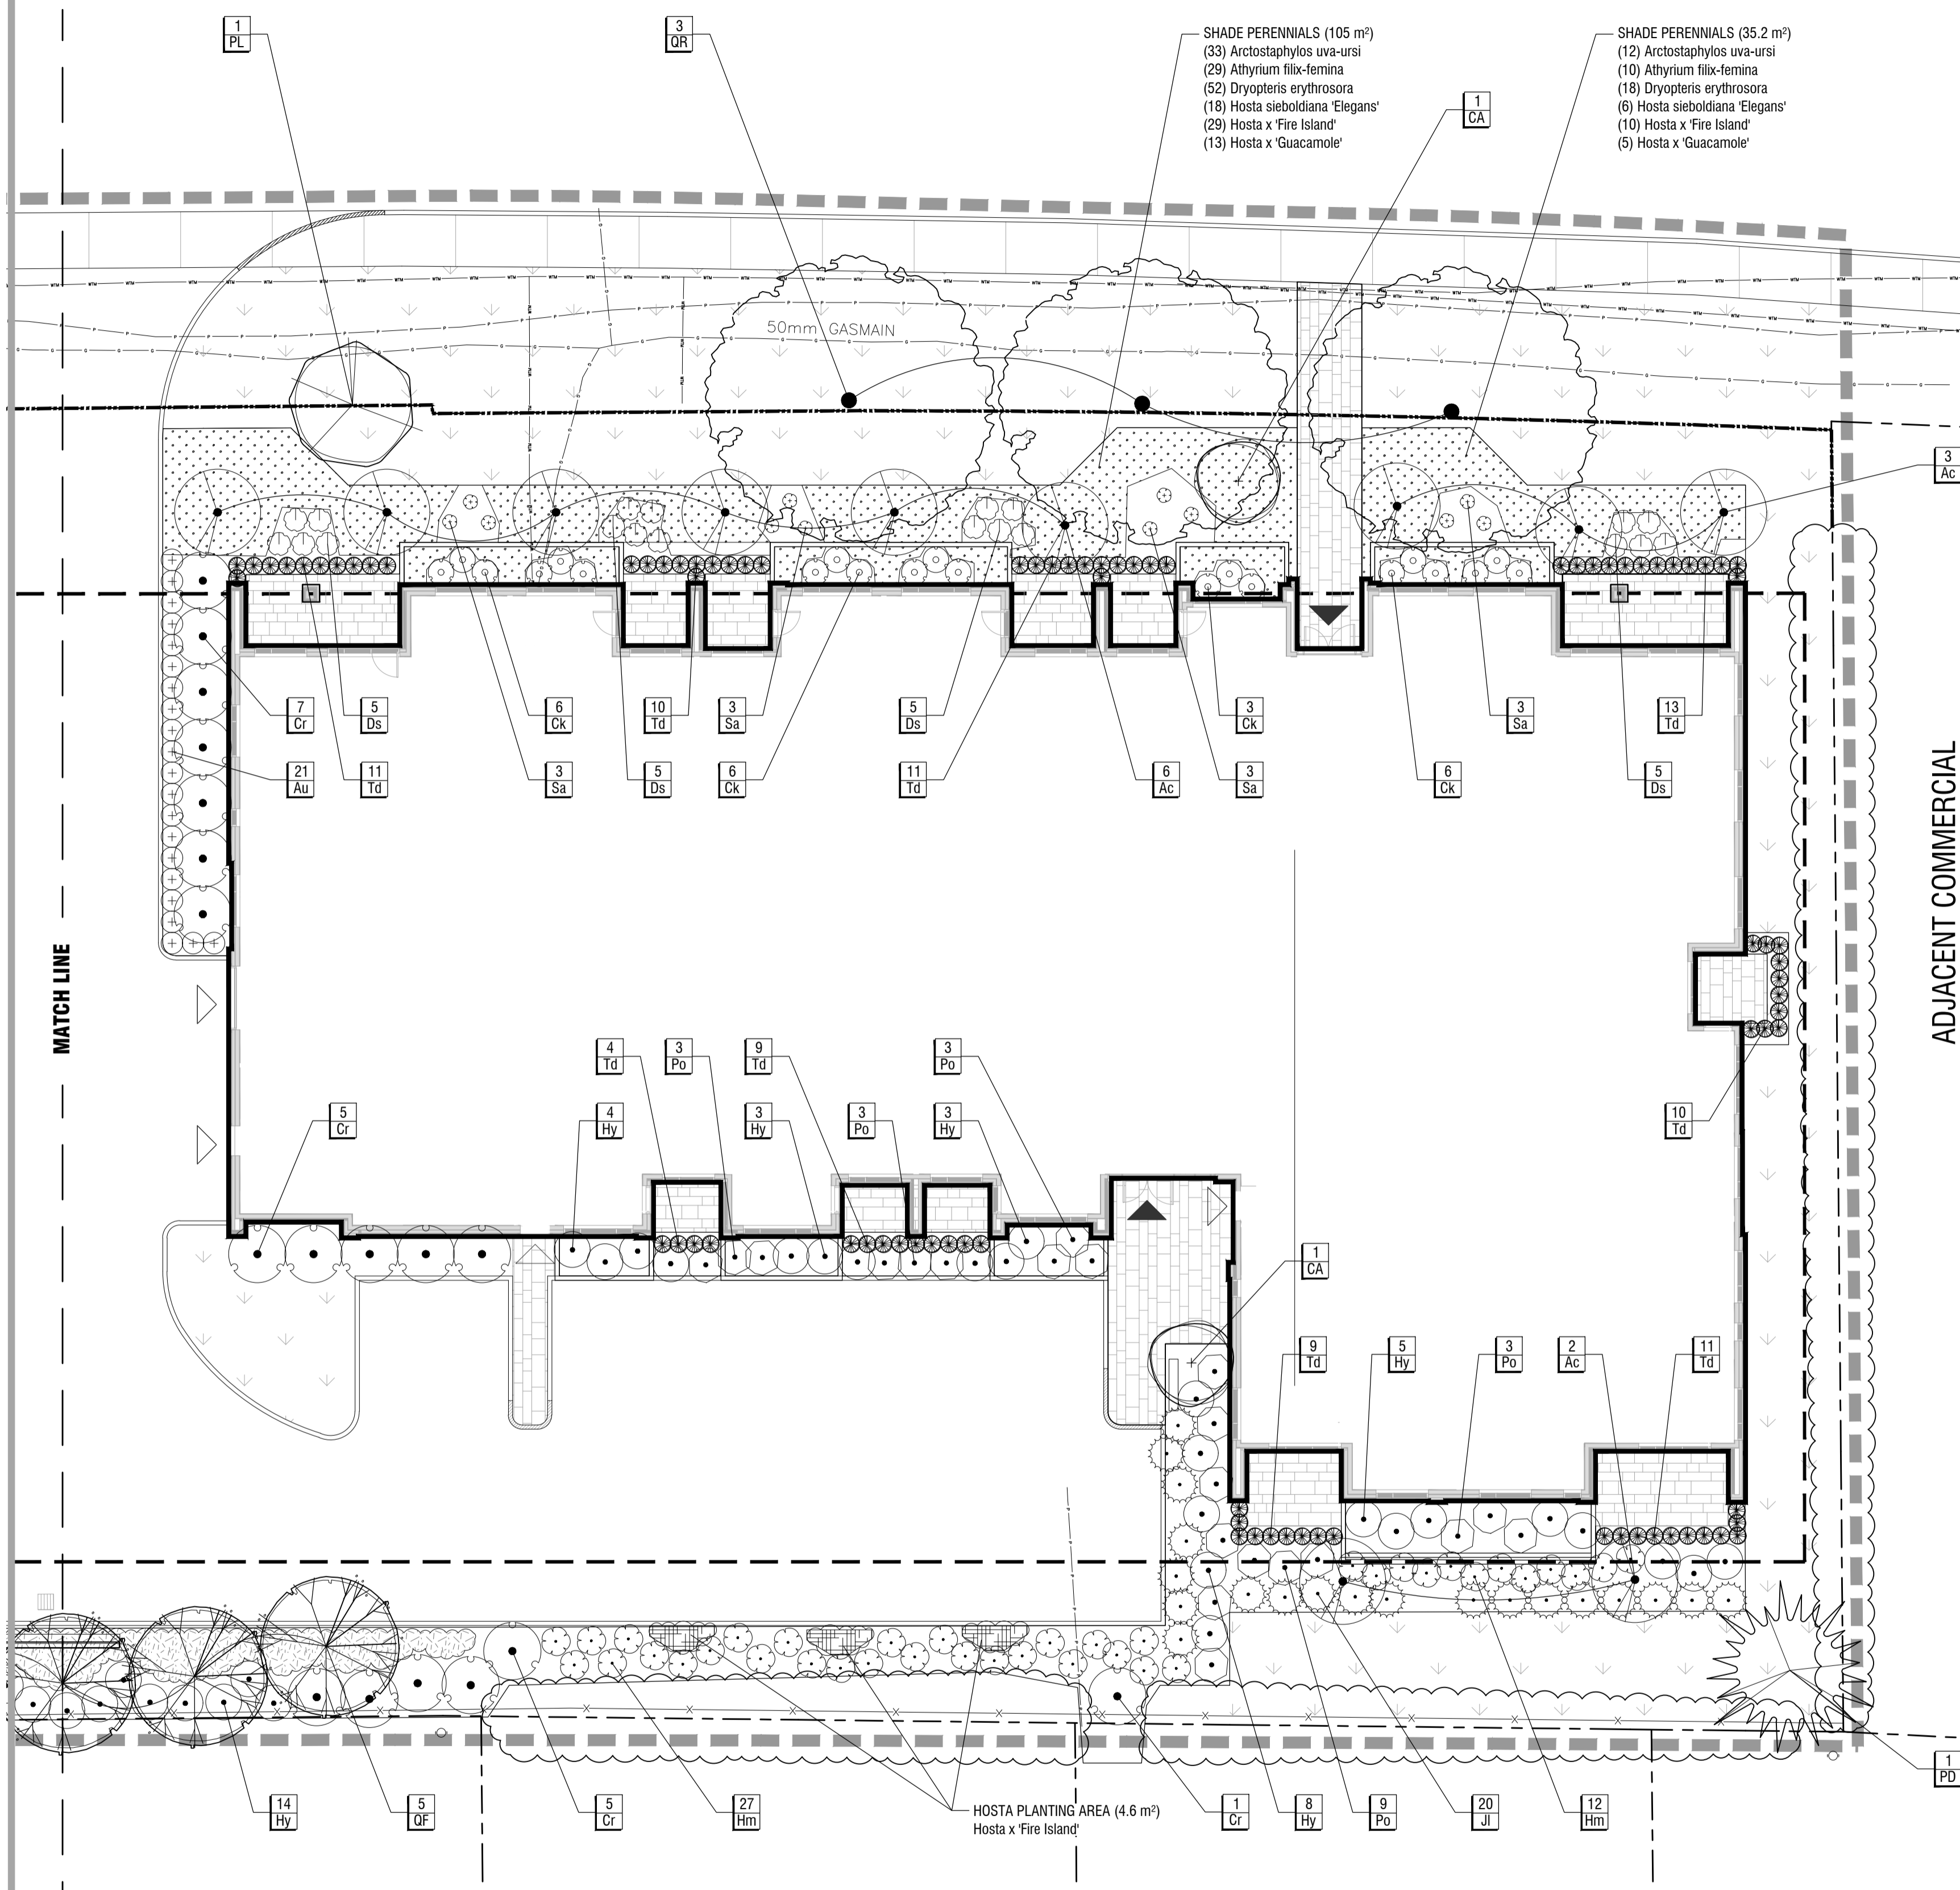 1
PL
3
QR
SHADE PERENNIALS (105 m²)
(33) Arctostaphylos uva-ursi
(29) Athyrium filix-femina
(52) Dryopteris erythrosora
(18) Hosta sieboldiana 'Elegans'
(29) Hosta x 'Fire Island'
(13) Hosta x 'Guacamole'
1
CA
SHADE PERENNIALS (35.2 m²)
(12) Arctostaphylos uva-ursi
(10) Athyrium filix-femina
(18) Dryopteris erythrosora
(6) Hosta sieboldiana 'Elegans'
(10) Hosta x 'Fire Island'
(5) Hosta x 'Guacamole'
50mm GASMAIN
3
Ac
7
Cr
5
Ds
6
Ck
10
Td
3
Sa
5
Ds
3
Ck
3
Sa
13
Td
21
Au
11
Td
3
Sa
5
Ds
6
Ck
11
Td
6
Ac
3
Sa
6
Ck
5
Ds
ADJACENT COMMERCIAL
MATCH LINE
4
Td
3
Po
9
Td
3
Po
5
Cr
4
Hy
3
Hy
3
Po
3
Hy
10
Td
1
CA
9
Td
5
Hy
3
Po
2
Ac
11
Td
1
PD
14
Hy
5
QF
5
Cr
27
Hm
HOSTA PLANTING AREA (4.6 m²)
Hosta x 'Fire Island'
1
Cr
8
Hy
9
Po
20
Jl
12
Hm